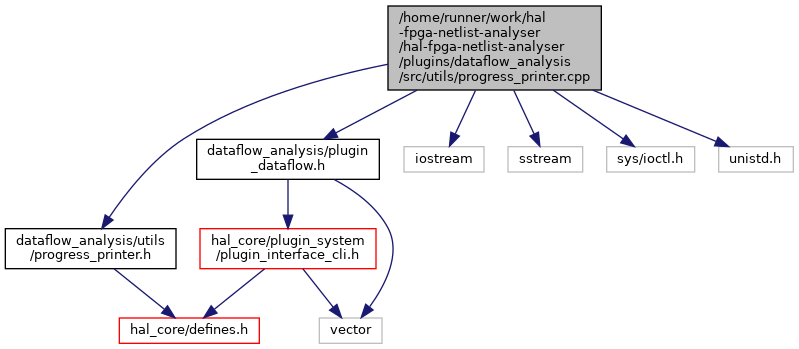 /home/runner/work/hal
-fpga-netlist-analyser
/hal-fpga-netlist-analyser
/plugins/dataflow_analysis
/src/utils/progress_printer.cpp
dataflow_analysis/plugin
_dataflow.h
iostream
sstream
sys/ioctl.h
unistd.h
dataflow_analysis/utils
/progress_printer.h
hal_core/plugin_system
/plugin_interface_cli.h
hal_core/defines.h
vector